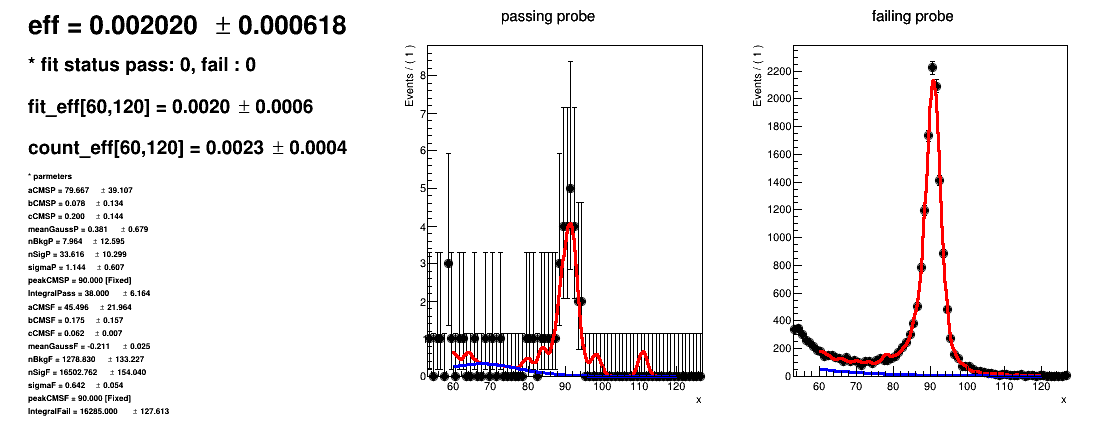 eff = 0.002020 ± 0.000618
* fit status pass: 0, fail : 0
fit_eff[60,120] = 0.0020 ± 0.0006
count_eff[60,120] = 0.0023 ± 0.0004
* parmeters
aCMSP = 79.667 ± 39.107
bCMSP = 0.078 ± 0.134
cCMSP = 0.200 ± 0.144
meanGaussP = 0.381 ± 0.679
nBkgP = 7.964 ± 12.595
nSigP = 33.616 ± 10.299
sigmaP = 1.144 ± 0.607
peakCMSP = 90.000 [Fixed]
IntegralPass = 38.000 ± 6.164
aCMSF = 45.496 ± 21.964
bCMSF = 0.175 ± 0.157
cCMSF = 0.062 ± 0.007
meanGaussF = -0.211 ± 0.025
nBkgF = 1278.830 ± 133.227
nSigF = 16502.762 ± 154.040
sigmaF = 0.642 ± 0.054
peakCMSF = 90.000 [Fixed]
IntegralFail = 16285.000 ± 127.613
passing probe
Events / ( 1 )
8
7
6
5
4
3
2
1
0
60 70 80 90 100 110 120
x
failing probe
Events / ( 1 )
2200
2000
1800
1600
1400
1200
1000
800
600
400
200
0
60 70 80 90 100 110 120
x